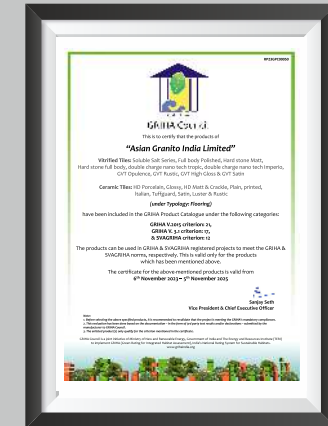 GRIHA Council
This is to certify that the products of
"Asian Granito India Limited"
Vitrified Tiles: Soluble Salt Series, Full body Polished, Hard stone Matt,
Hard stone full body, double charge nano tech tropic, double charge nano tech Imperio,
GVT Opulence, GVT Rustic, GVT High Gloss & GVT Satin
Ceramic Tiles: HD Porcelain, Glossy, HD Matt & Crackle, Plain, printed,
Italian, Tuffguard, Satin, Luster & Rustic
(under Typology: Flooring)
have been included in the GRIHA Product Catalogue under the following categories:
GRIHA V.2015 criterion: 21,
GRIHA V. 3.1 criterion: 17,
& SVAGRIHA criterion: 12
The products can be used in GRIHA & SVAGRIHA registered projects to meet the GRIHA &
SVAGRIHA norms, respectively. This is valid only for the products
which has been mentioned above.
The certificate for the above-mentioned products is valid from
6th November 2023 – 5th November 2025
Sanjay Seth
Vice President & Chief Executive Officer
Note: